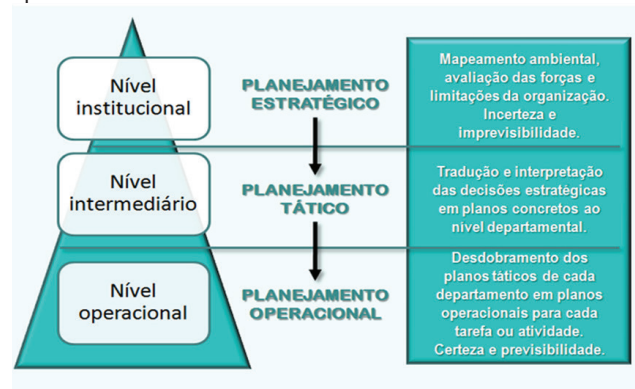 Nível
institucional
PLANEJAMENTO
ESTRATÉGICO
Mapeamento ambiental,
avaliação das forças e
limitações da organização.
Incerteza e
imprevisibilidade.
Nível
intermediário
PLANEJAMENTO
TÁTICO
Tradução e interpretação
das decisões estratégicas
em planos concretos ao
nível departamental.
Nível
operacional
PLANEJAMENTO
OPERACIONAL
Desdobramento dos
planos táticos de cada
departamento em planos
operacionais para cada
tarefa ou atividade.
Certeza e previsibilidade.